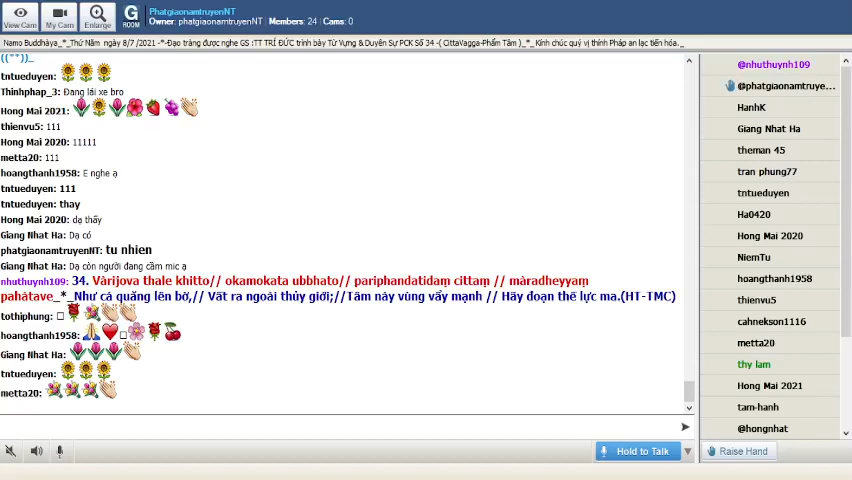 View Cam
My Cam
Enlarge
G
ROOM
PhatgiaonamtruyenNT
Owner: phatgiaonamtruyenNT | Members: 24 | Cams: 0
Namo Buddhàya_*_Thứ Năm ngày 8/7 /2021 -*-Đạo tràng được nghe GS :TT TRÍ ĐỨC trình bày Từ Vựng & Duyên Sự PCK Số 34 -( CittaVagga-Phẩm Tâm )_*_Kính chúc quý vị thính Pháp an lạc tiến hóa._
((**))_
tntueduyen:
Thinhphap_3: Đang lái xe bro
Hong Mai 2021:
thienvu5: 111
Hong Mai 2020: 11111
metta20: 111
hoangthanh1958: E nghe ạ
tntueduyen: 111
tntueduyen: thay
Hong Mai 2020: dạ thấy
Giang Nhat Ha: Dạ có
phatgiaonamtruyenNT: tu nhien
Giang Nhat Ha: Dạ còn người đang cầm mic ạ
nhuthuynh109: 34. Vàrijova thale khitto// okamokata ubbhato// pariphandatidaṃ cittaṃ // màradheyyaṃ
pahàtave_*_Như cá quăng lên bờ,// Vất ra ngoài thủy giới;//Tâm này vùng vẫy mạnh // Hãy đoạn thế lực ma.(HT-TMC)
tothiphung:
hoangthanh1958:
Giang Nhat Ha:
tntueduyen:
metta20:
Hold to Talk
@nhuthuynh109
@phatgiaonamtruye...
HanhK
Giang Nhat Ha
theman 45
tran phung77
tntueduyen
Ha0420
Hong Mai 2020
NiemTu
hoangthanh1958
thienvu5
cahnekson1116
metta20
thy lam
Hong Mai 2021
tam-hanh
@hongnhat
Raise Hand